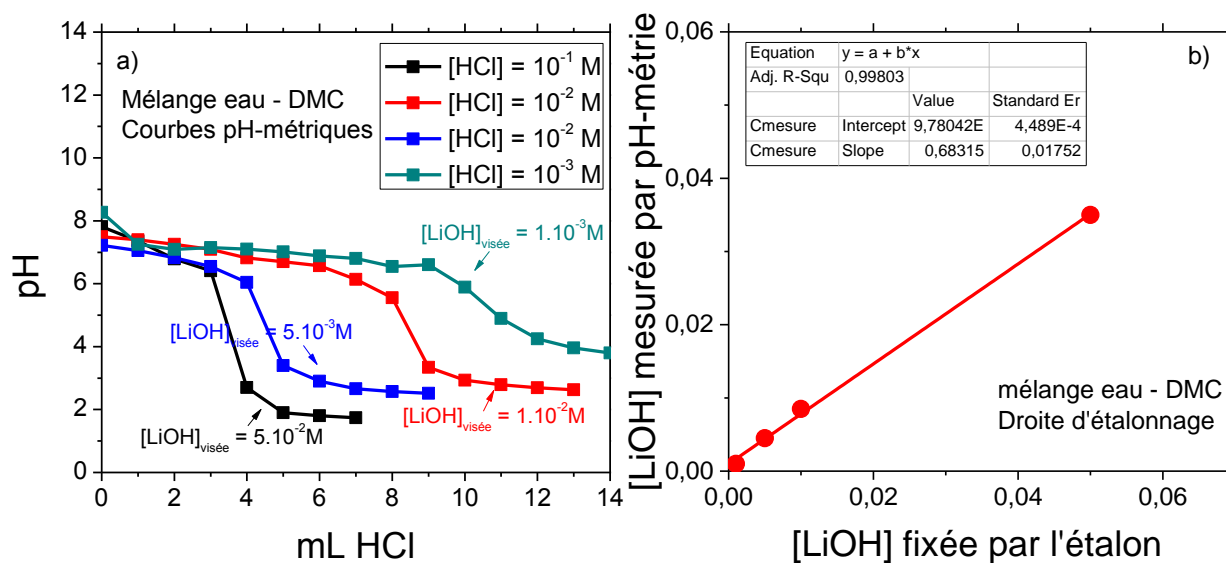 a)
Mélange eau - DMC
Courbes pH-métriques
[HCl] = 10⁻¹ M
[HCl] = 10⁻² M
[HCl] = 10⁻² M
[HCl] = 10⁻³ M
[LiOH]visée = 1.10⁻³M
[LiOH]visée = 5.10⁻³M
[LiOH]visée = 1.10⁻²M
[LiOH]visée = 5.10⁻²M
14
12
10
8
6
4
2
0
pH
0 2 4 6 8 10 12 14
mL HCl
b)
Equation y = a + b*x
Adj. R-Squ 0,99803
Value Standard Er
Cmesure Intercept 9,78042E 4,489E-4
Cmesure Slope 0,68315 0,01752
mélange eau - DMC
Droite d'étalonnage
0,06
0,04
0,02
0,00
[LiOH] mesurée par pH-métrie
0,00 0,02 0,04 0,06
[LiOH] fixée par l'étalon